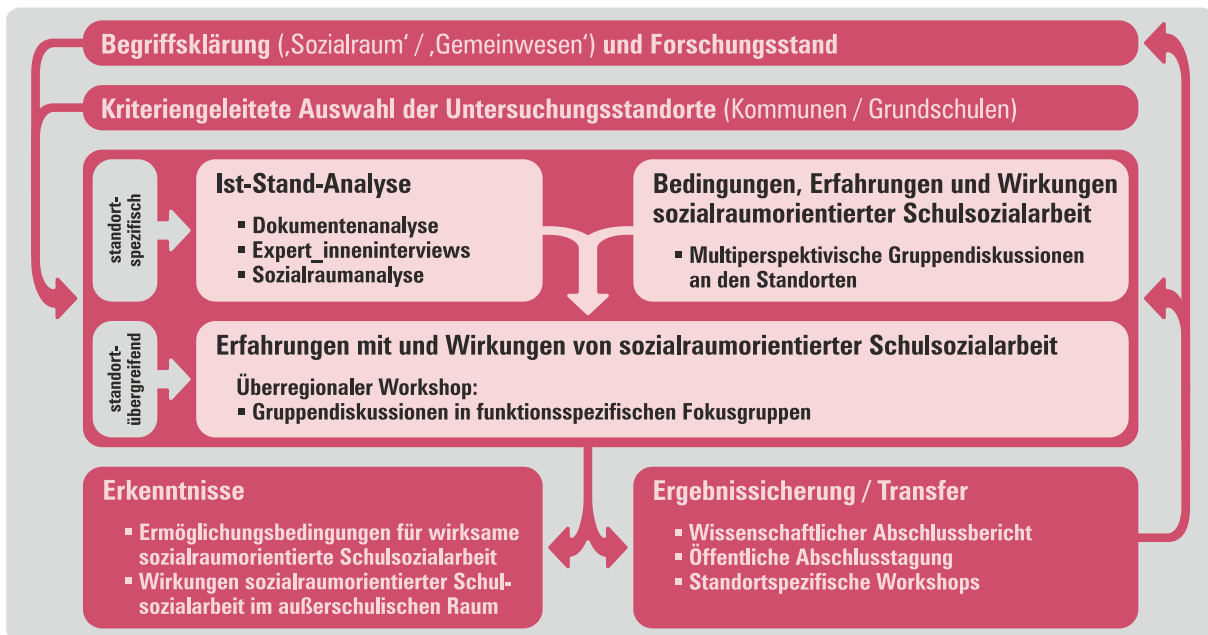 Begriffsklärung (‚Sozialraum‘ / ‚Gemeinwesen‘) und Forschungsstand
Kriteriengeleitete Auswahl der Untersuchungsstandorte (Kommunen / Grundschulen)
standort-
spezifisch
Ist-Stand-Analyse
▪ Dokumentenanalyse
▪ Expert_inneninterviews
▪ Sozialraumanalyse
Bedingungen, Erfahrungen und Wirkungen
sozialraumorientierter Schulsozialarbeit
▪ Multiperspektivische Gruppendiskussionen
an den Standorten
standort-
übergreifend
Erfahrungen mit und Wirkungen von sozialraumorientierter Schulsozialarbeit
Überregionaler Workshop:
▪ Gruppendiskussionen in funktionsspezifischen Fokusgruppen
Erkenntnisse
▪ Ermöglichungsbedingungen für wirksame
sozialraumorientierte Schulsozialarbeit
▪ Wirkungen sozialraumorientierter Schul-
sozialarbeit im außerschulischen Raum
Ergebnissicherung / Transfer
▪ Wissenschaftlicher Abschlussbericht
▪ Öffentliche Abschlusstagung
▪ Standortspezifische Workshops